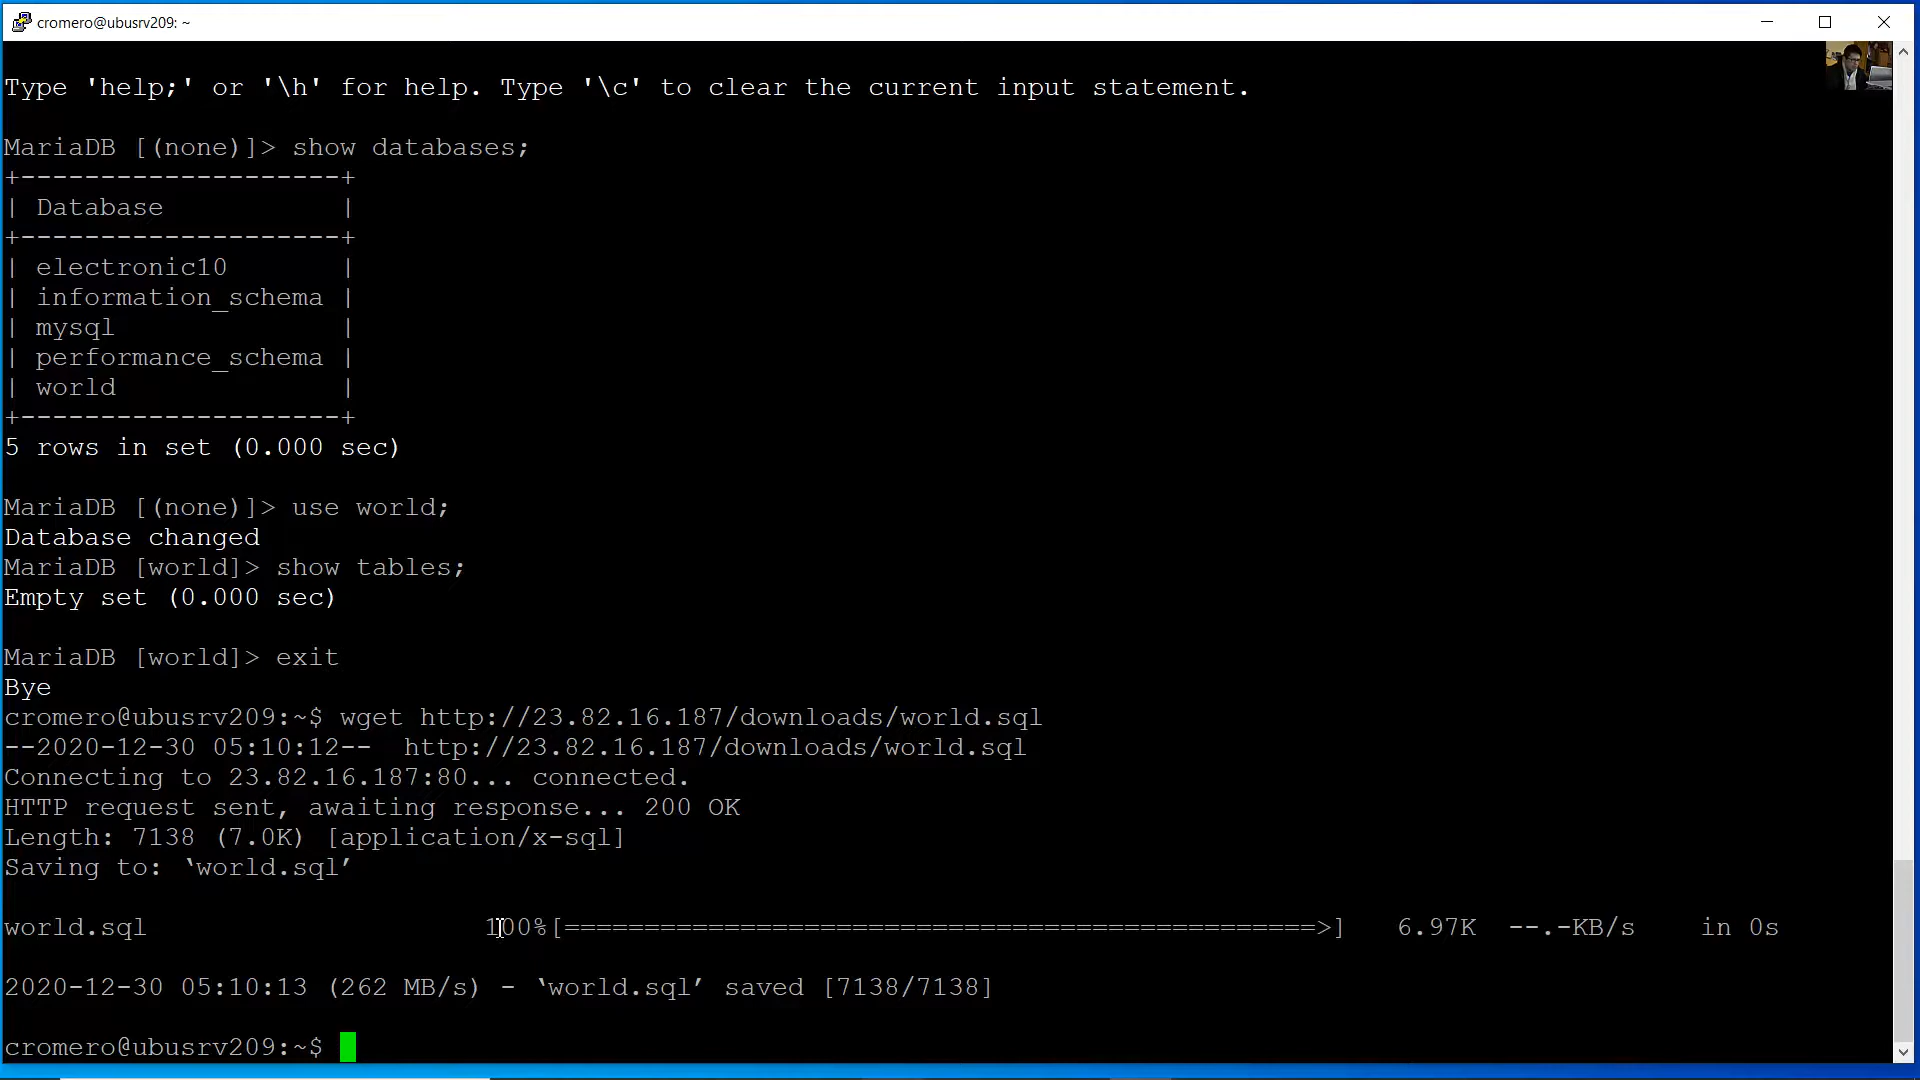 cromero@ubusrv209: ~
Type 'help;' or '\h' for help. Type '\c' to clear the current input statement.
MariaDB [(none)]> show databases;
+--------------------+
| Database           |
+--------------------+
| electronic10       |
| information_schema |
| mysql              |
| performance_schema |
| world              |
+--------------------+
5 rows in set (0.000 sec)
MariaDB [(none)]> use world;
Database changed
MariaDB [world]> show tables;
Empty set (0.000 sec)
MariaDB [world]> exit
Bye
cromero@ubusrv209:~$ wget http://23.82.16.187/downloads/world.sql
--2020-12-30 05:10:12--  http://23.82.16.187/downloads/world.sql
Connecting to 23.82.16.187:80... connected.
HTTP request sent, awaiting response... 200 OK
Length: 7138 (7.0K) [application/x-sql]
Saving to: ‘world.sql’
world.sql                     100%[===============================================>]   6.97K  --.-KB/s    in 0s
2020-12-30 05:10:13 (262 MB/s) - ‘world.sql’ saved [7138/7138]
cromero@ubusrv209:~$